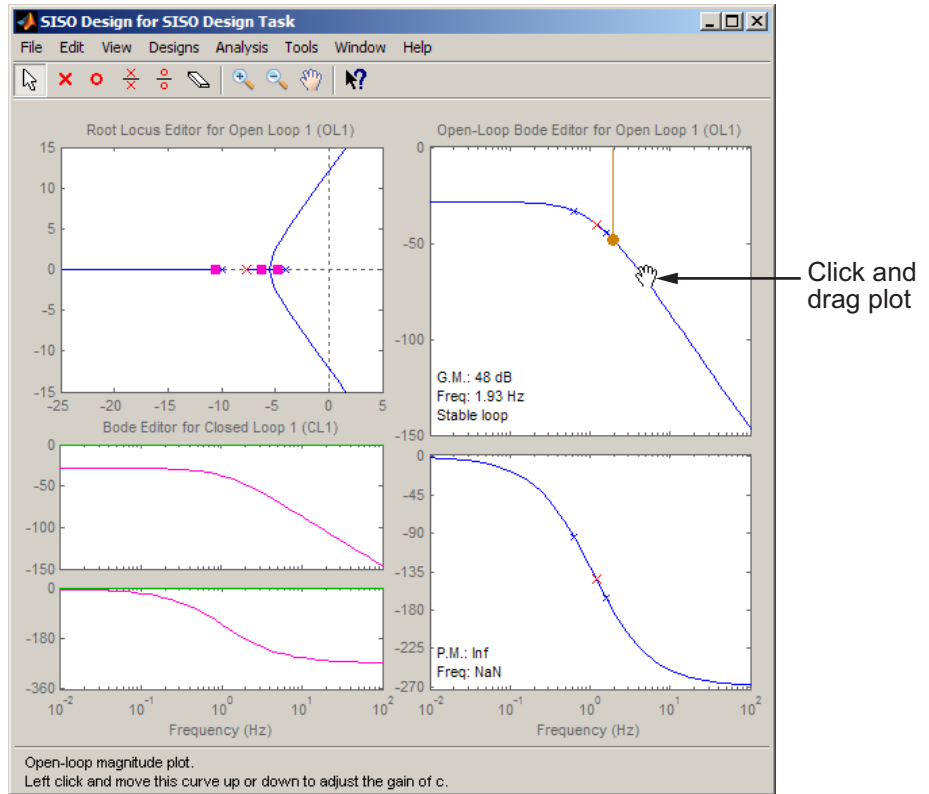 SISO Design for SISO Design Task
File Edit View Designs Analysis Tools Window Help
Root Locus Editor for Open Loop 1 (OL1)
15
10
5
0
-5
-10
-15
-25 -20 -15 -10 -5 0 5
Bode Editor for Closed Loop 1 (CL1)
0
-50
-100
-150
0
-180
-360
10^-2 10^-1 10^0 10^1 10^2
Frequency (Hz)
Open-Loop Bode Editor for Open Loop 1 (OL1)
0
-50
-100
-150
G.M.: 48 dB
Freq: 1.93 Hz
Stable loop
Click and
drag plot
0
-45
-90
-135
-180
-225
-270
P.M.: Inf
Freq: NaN
10^-2 10^-1 10^0 10^1 10^2
Frequency (Hz)
Open-loop magnitude plot.
Left click and move this curve up or down to adjust the gain of c.